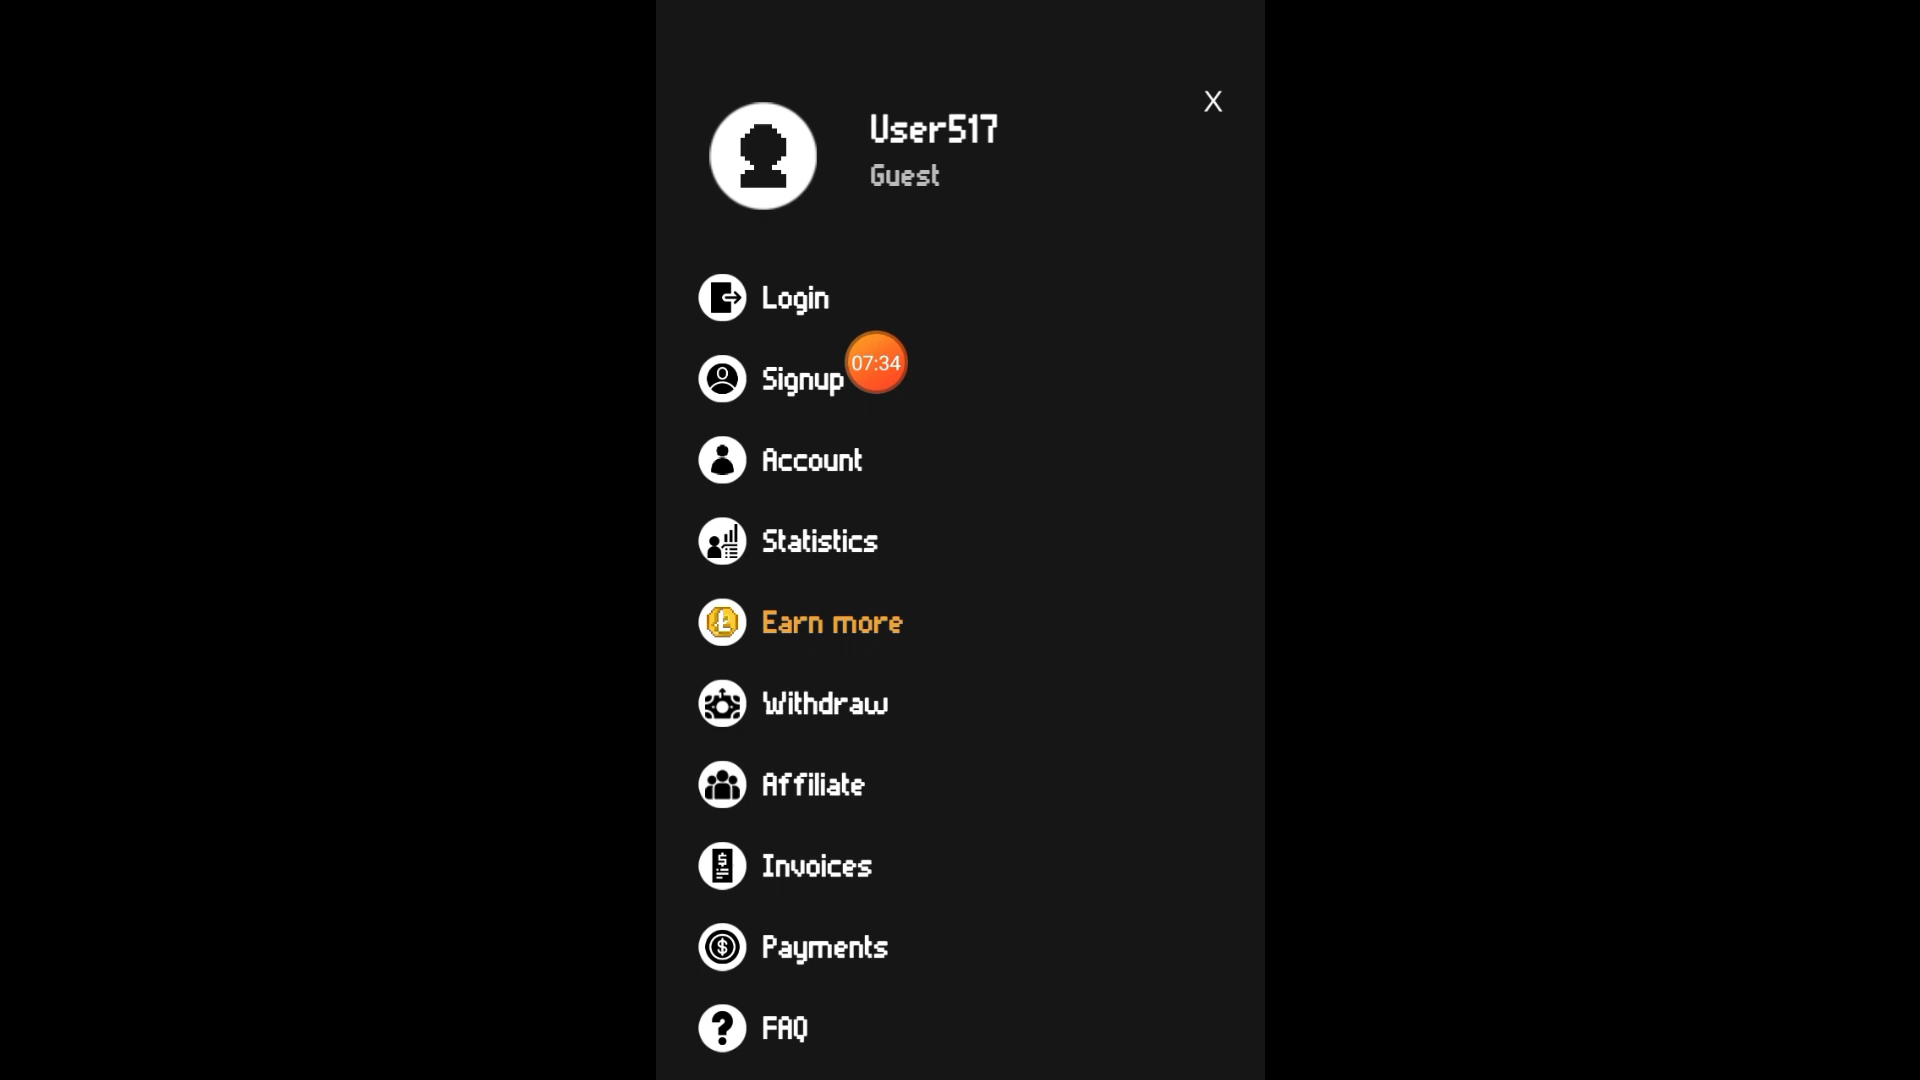 X
User517
Guest
Login
Signup
07:34
Account
Statistics
Earn more
Withdraw
Affiliate
Invoices
Payments
FAQ